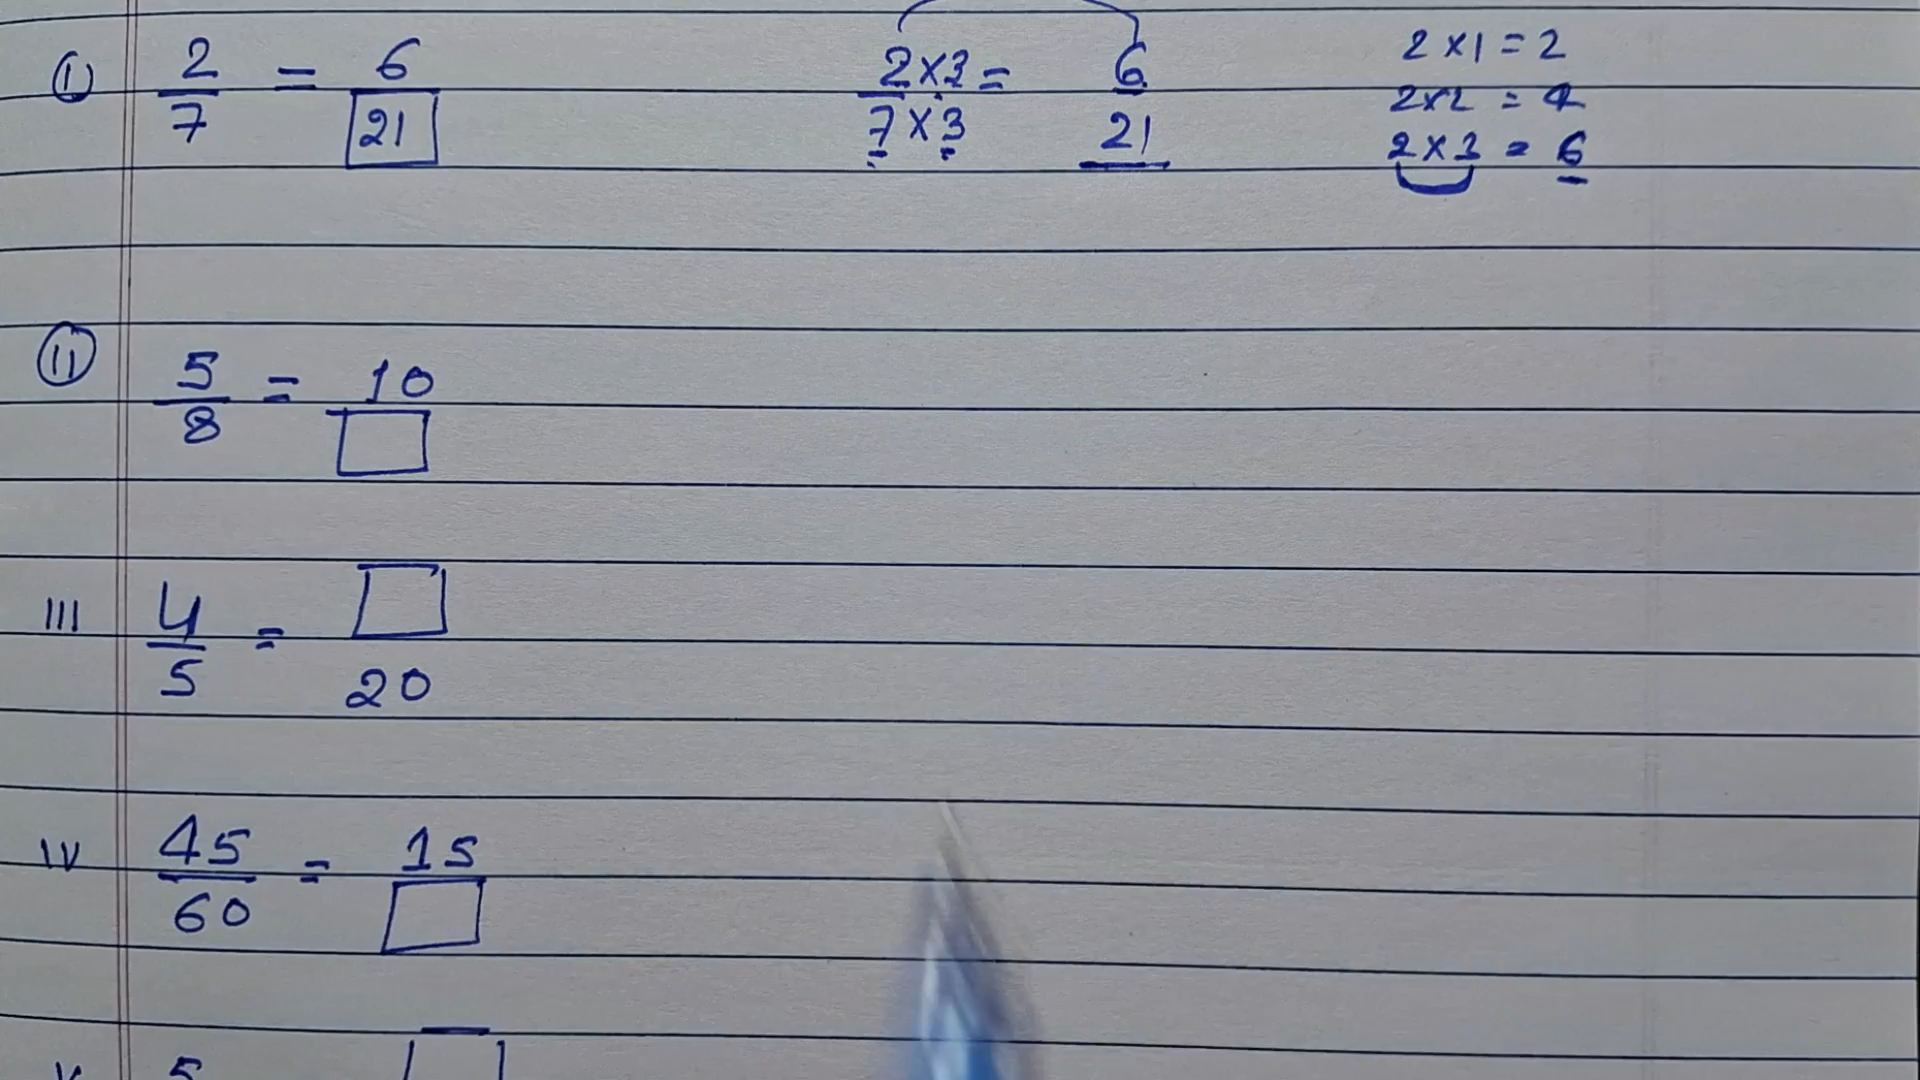 (i) 2/7 = 6/21    2×3/7×3 = 6/21    2×1=2
2×2 = 4
2×3 = 6
(ii) 5/8 = 10/□
III 4/5 = □/20
IV 45/60 = 15/□
V 5 □